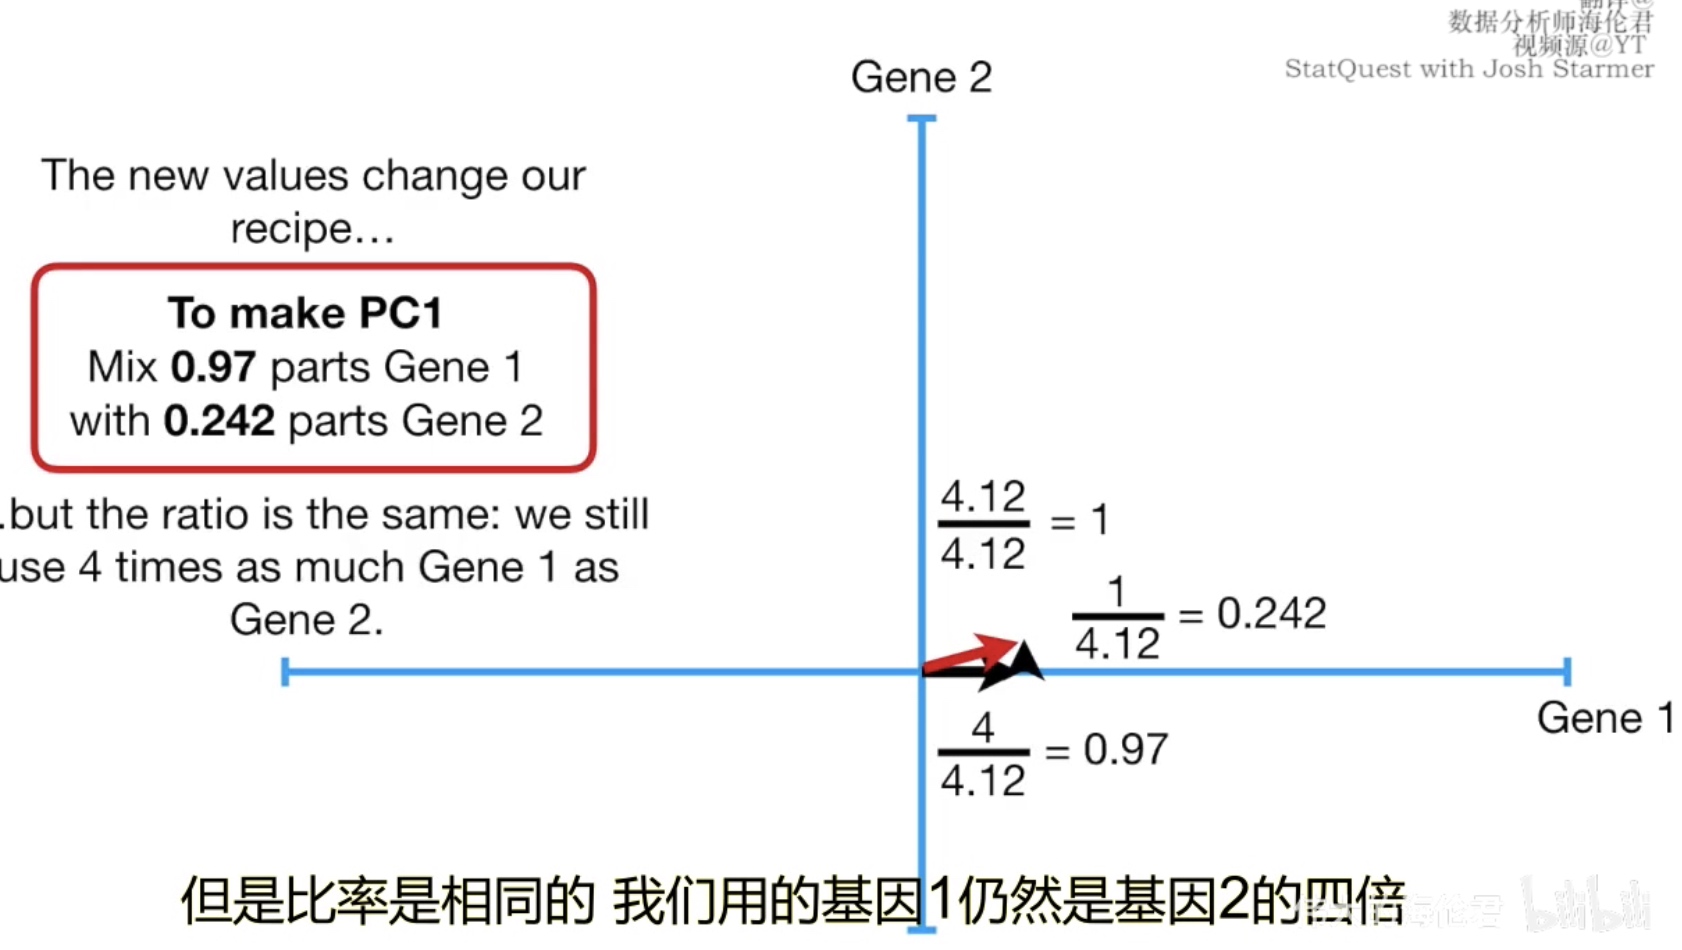 数据分析师海伦君
视频源@YT
StatQuest with Josh Starmer
Gene 2
The new values change our
recipe…
To make PC1
Mix 0.97 parts Gene 1
with 0.242 parts Gene 2
.but the ratio is the same: we still
use 4 times as much Gene 1 as
Gene 2.
4.12
4.12
= 1
1
4.12
= 0.242
Gene 1
4
4.12
= 0.97
但是比率是相同的 我们用的基因1仍然是基因2的四倍
海伦君
bilibili